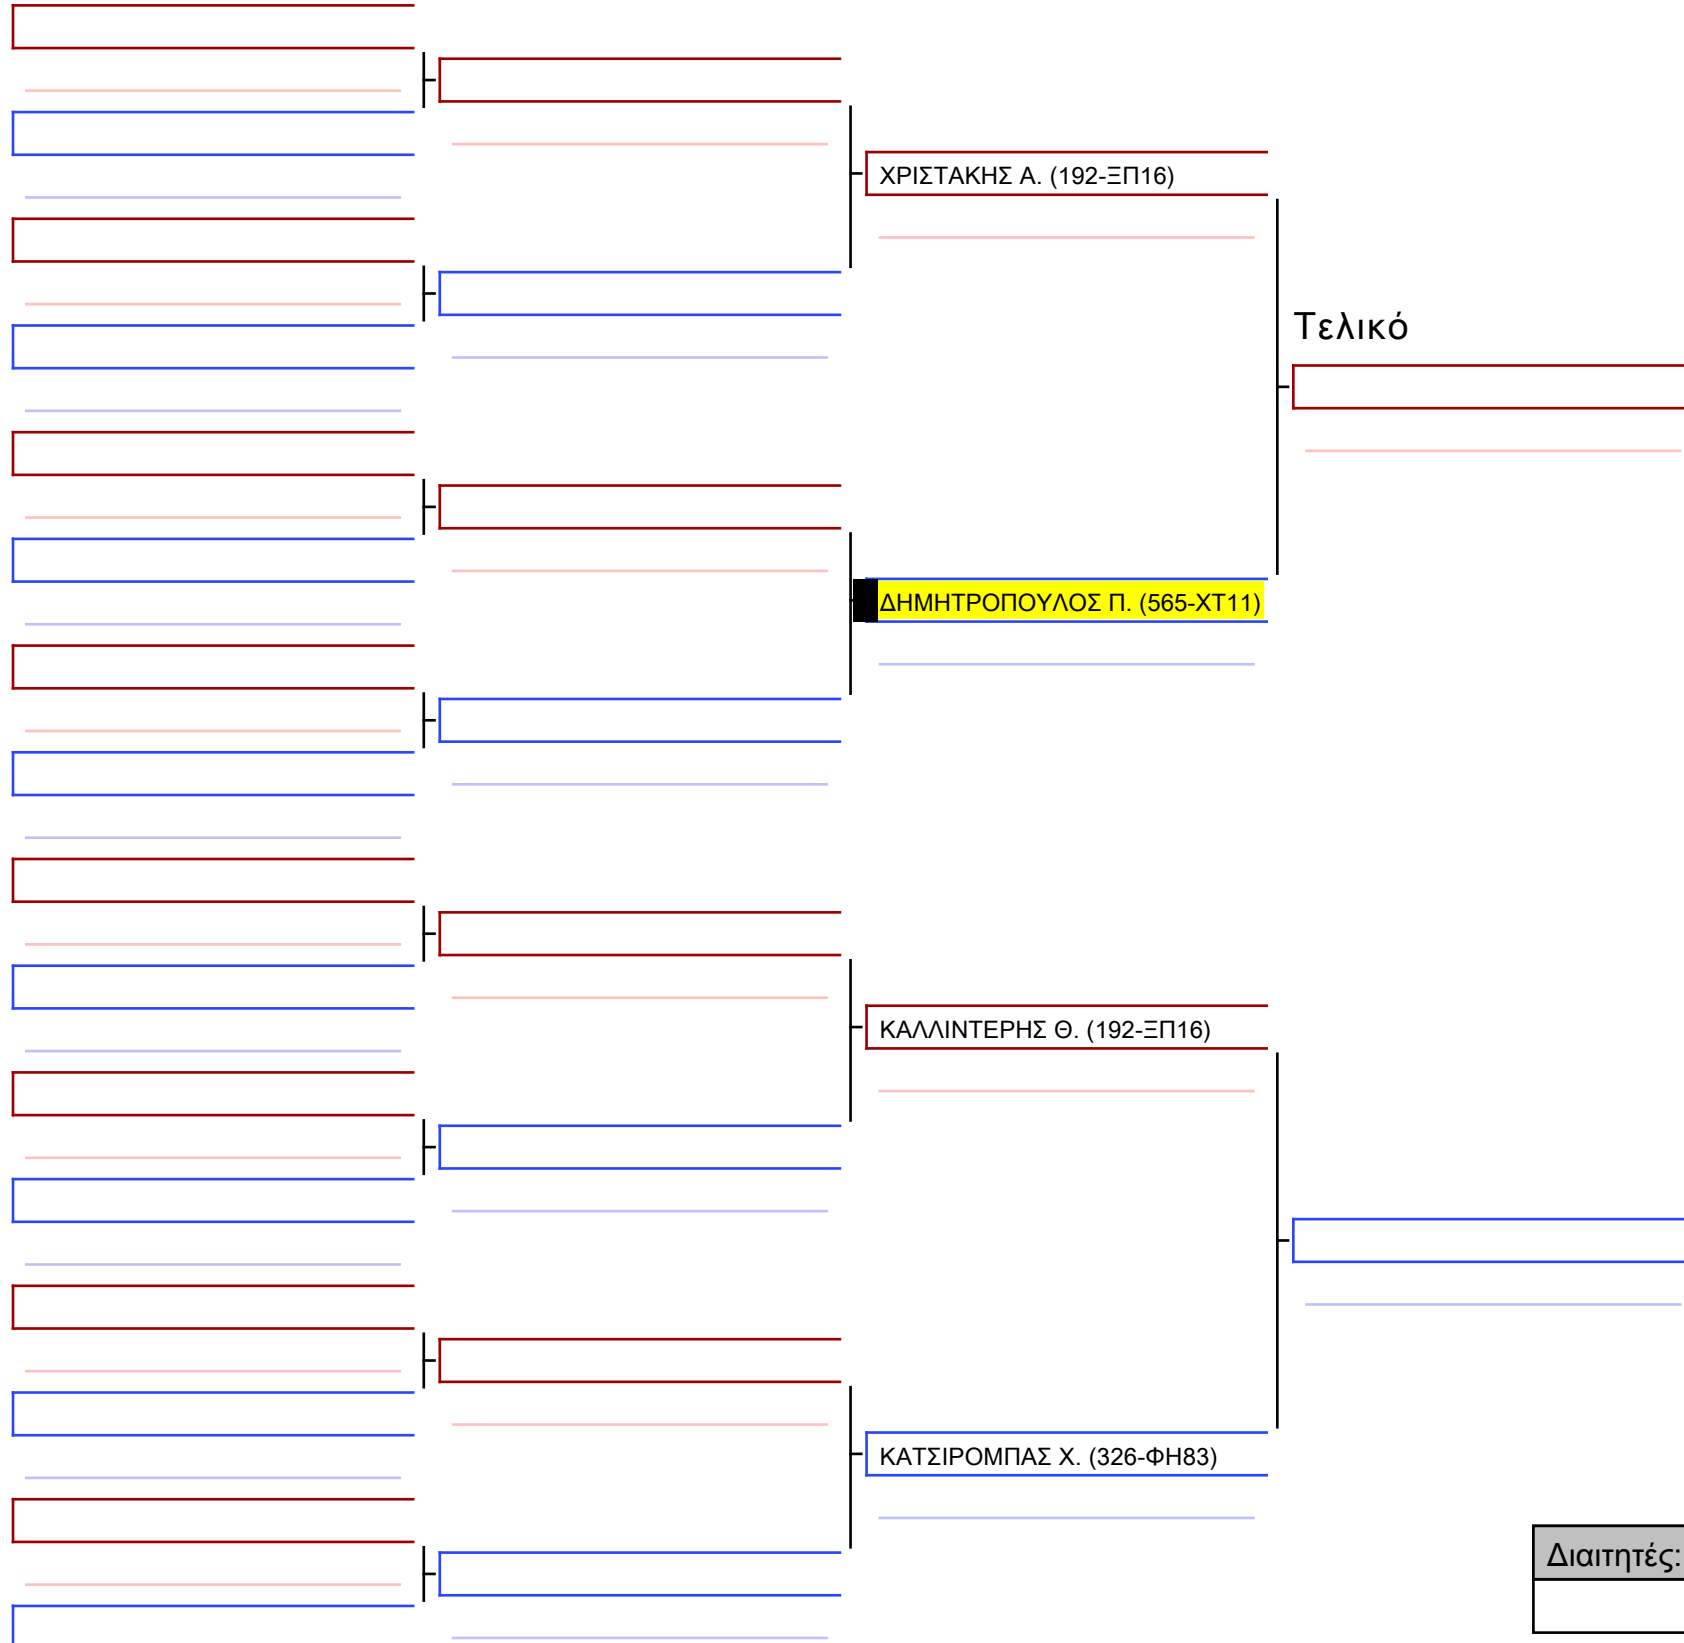 ΧΡΙΣΤΑΚΗΣ Α. (192-ΞΠ16)
Τελικό
ΔΗΜΗΤΡΟΠΟΥΛΟΣ Π. (565-ΧΤ11)
ΚΑΛΛΙΝΤΕΡΗΣ Θ. (192-ΞΠ16)
ΚΑΤΣΙΡΟΜΠΑΣ Χ. (326-ΦΗ83)
Διαιτητές: